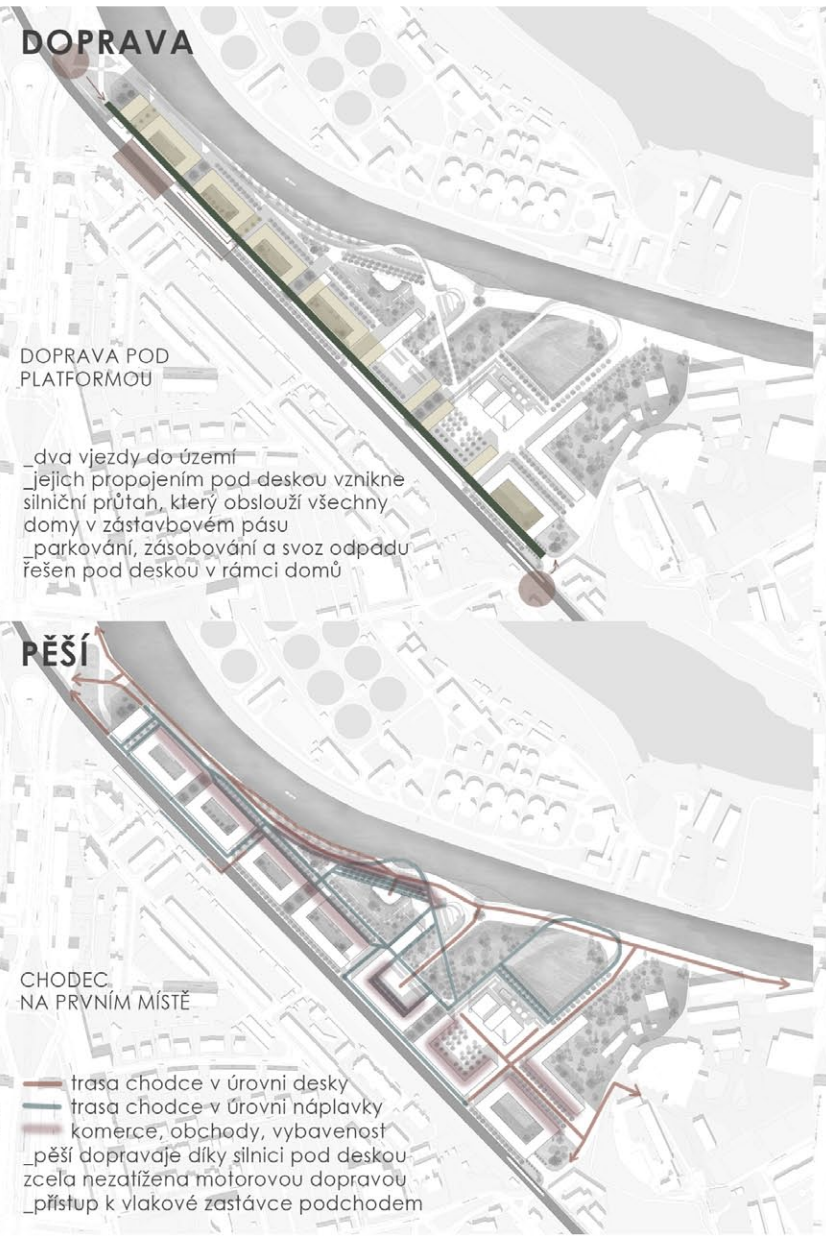 DOPRAVA
DOPRAVA POD
PLATFORMOU
_dva vjezdy do území
_jejich propojením pod deskou vznikne
silniční průtah, který obslouží všechny
domy v zástavbovém pásu
_parkování, zásobování a svoz odpadu
řešen pod deskou v rámci domů
PĚŠÍ
CHODEC
NA PRVNÍM MÍSTĚ
trasa chodce v úrovni desky
trasa chodce v úrovni náplavky
komerce, obchody, vybavenost
_pěší dopravaje díky silnici pod deskou
zcela nezatížena motorovou dopravou
_přístup k vlakové zastávce podchodem